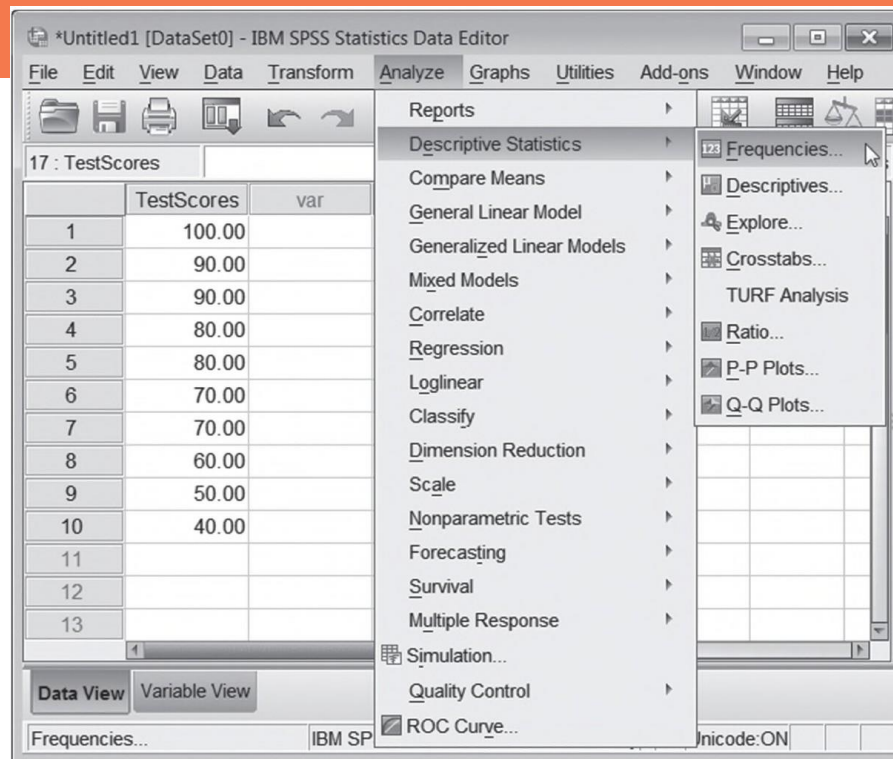 *Untitled1 [DataSet0] - IBM SPSS Statistics Data Editor
File Edit View Data Transform Analyze Graphs Utilities Add-ons Window Help
17 : TestScores
TestScores var
1 100.00
2 90.00
3 90.00
4 80.00
5 80.00
6 70.00
7 70.00
8 60.00
9 50.00
10 40.00
11
12
13
Reports
Descriptive Statistics
Compare Means
General Linear Model
Generalized Linear Models
Mixed Models
Correlate
Regression
Loglinear
Classify
Dimension Reduction
Scale
Nonparametric Tests
Forecasting
Survival
Multiple Response
Simulation...
Quality Control
ROC Curve...
123 Frequencies...
Descriptives...
Explore...
Crosstabs...
TURF Analysis
1/2 Ratio...
P-P Plots...
Q-Q Plots...
Data View Variable View
Frequencies... IBM SP Unicode:ON